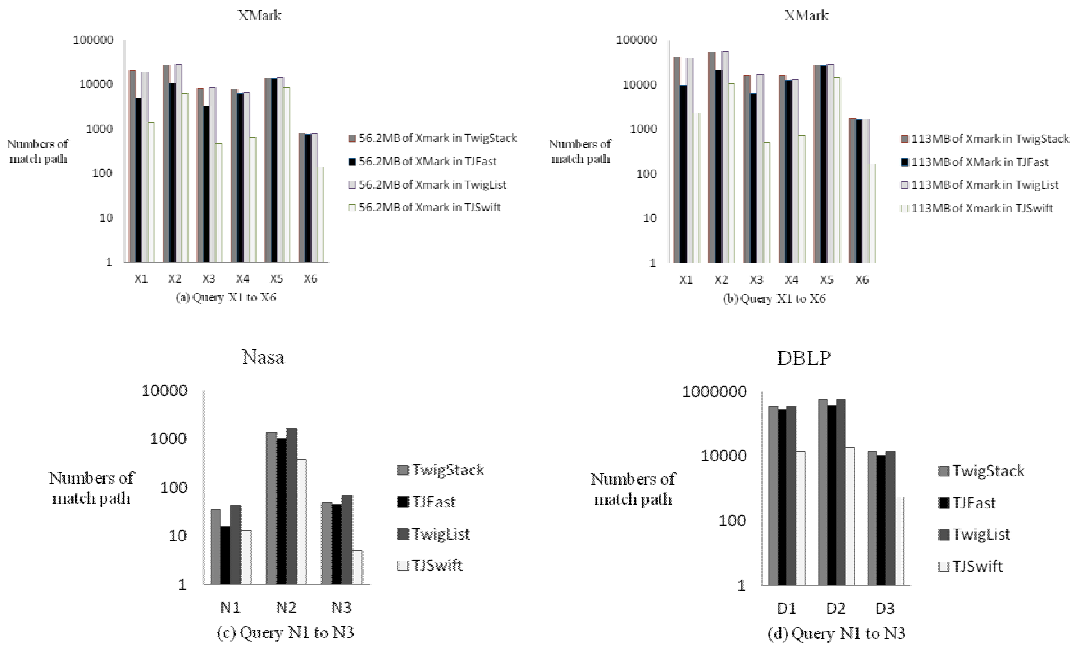 XMark
100000
10000
1000
100
10
1
Numbers of
match path
X1 X2 X3 X4 X5 X6
(a) Query X1 to X6
56.2MB of Xmark in TwigStack
56.2MB of XMark in TJFast
56.2MB of Xmark in TwigList
56.2MB of Xmark in TJSwift
XMark
100000
10000
1000
100
10
1
Numbers of
match path
X1 X2 X3 X4 X5 X6
(b) Query X1 to X6
113MB of Xmark in TwigStack
113MB of XMark in TJFast
113MB of Xmark in TwigList
113MB of Xmark in TJSwift
Nasa
10000
1000
100
10
1
Numbers of
match path
N1 N2 N3
(c) Query N1 to N3
TwigStack
TJFast
TwigList
TJSwift
DBLP
1000000
10000
100
1
Numbers of
match path
D1 D2 D3
(d) Query N1 to N3
TwigStack
TJFast
TwigList
TJSwift